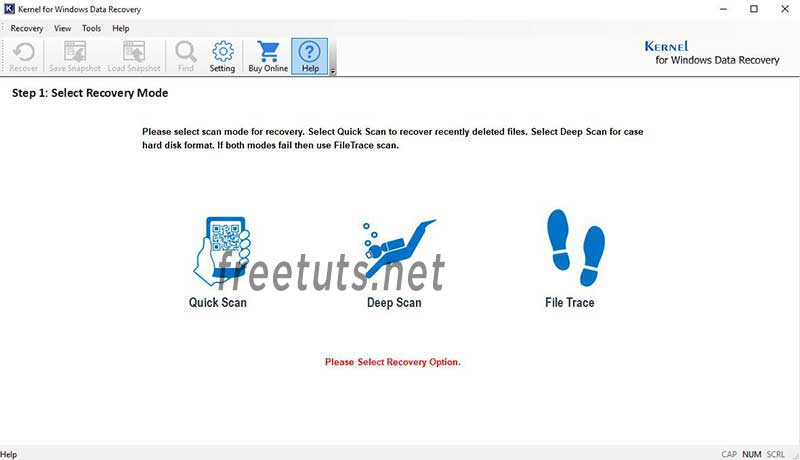 K Kernel for Windows Data Recovery
Recovery View Tools Help
Recover Save Snapshot Load Snapshot Find Setting Buy Online Help
KERNEL
for Windows Data Recovery
Step 1: Select Recovery Mode
Please select scan mode for recovery. Select Quick Scan to recover recently deleted files. Select Deep Scan for case
hard disk format. If both modes fail then use FileTrace scan.
freetuts.net
Quick Scan Deep Scan File Trace
Please Select Recovery Option.
Help CAP NUM SCRL